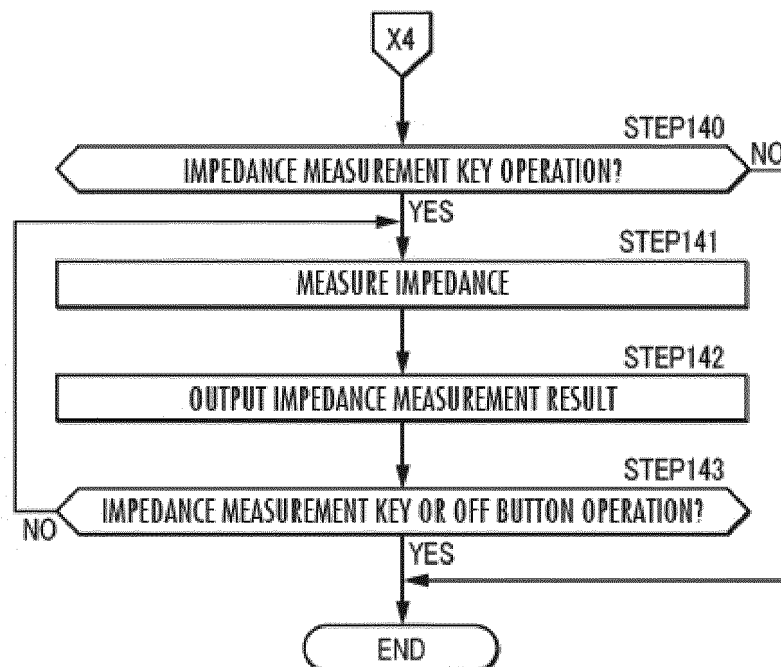 X4
STEP140
IMPEDANCE MEASUREMENT KEY OPERATION?
NO
YES
STEP141
MEASURE IMPEDANCE
STEP142
OUTPUT IMPEDANCE MEASUREMENT RESULT
STEP143
IMPEDANCE MEASUREMENT KEY OR OFF BUTTON OPERATION?
NO
YES
END